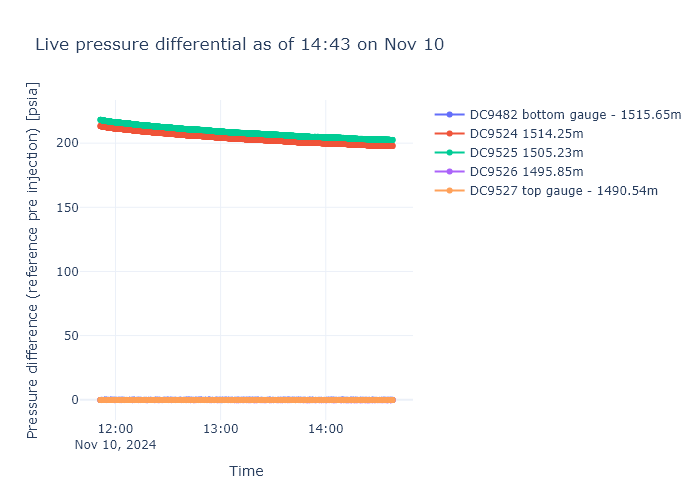 Live pressure differential as of 14:43 on Nov 10
Pressure difference (reference pre injection) [psia]
200
150
100
50
0
12:00
Nov 10, 2024
13:00
14:00
Time
DC9482 bottom gauge - 1515.65m
DC9524 1514.25m
DC9525 1505.23m
DC9526 1495.85m
DC9527 top gauge - 1490.54m